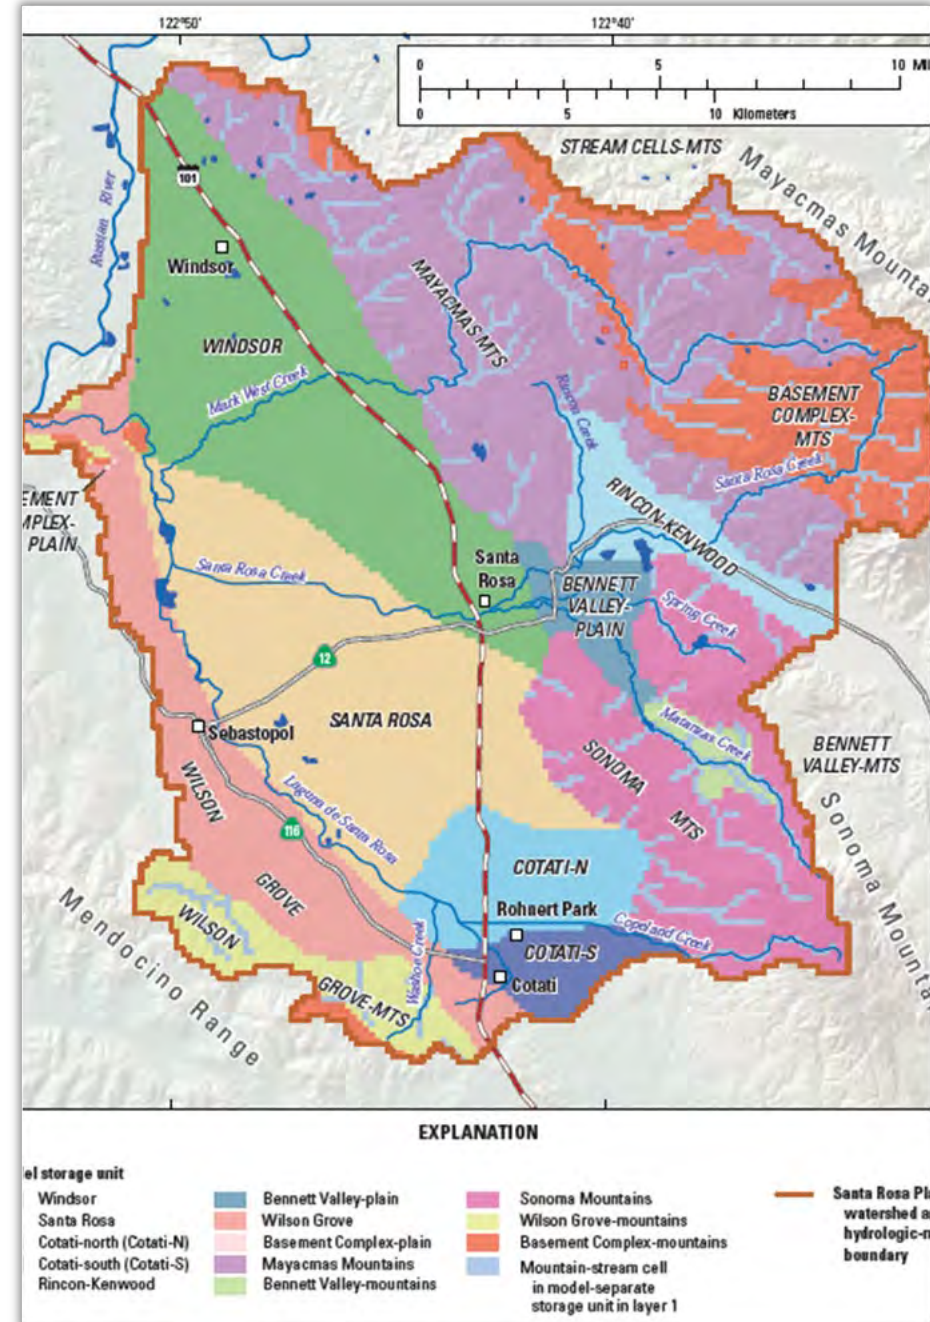 122°50'
122°40'
0 5 10 Mil
5 10 Kilometers
STREAM CELLS-MTS
Mayacmas Mountai
101
Russian River
Windsor
MAYACMAS-MTS
WINDSOR
Mark West Creek
Rincon Creek
BASEMENT
COMPLEX-
MTS
Santa Rosa Creek
EMENT
MPLEX-
PLAIN
RINCON-KENWOOD
Santa
Rosa
Santa Rosa Creek
BENNETT
VALLEY-
PLAIN
Spring Creek
12
SANTA ROSA
Sebastopol
Matanzas Creek
BENNETT
VALLEY-MTS
SONOMA
MTS
WILSON
GROVE
Laguna de Santa Rosa
116
Sonoma Mountai
COTATI-N
Rohnert Park
Copeland Creek
COTATI-S
Cotati
WILSON
GROVE-MTS
Washoe Creek
Mendocino Range
EXPLANATION
el storage unit
Windsor
Santa Rosa
Cotati-north (Cotati-N)
Cotati-south (Cotati-S)
Rincon-Kenwood
Bennett Valley-plain
Wilson Grove
Basement Complex-plain
Mayacmas Mountains
Bennett Valley-mountains
Sonoma Mountains
Wilson Grove-mountains
Basement Complex-mountains
Mountain-stream cell
in model-separate
storage unit in layer 1
Santa Rosa Pla
watershed a
hydrologic-m
boundary